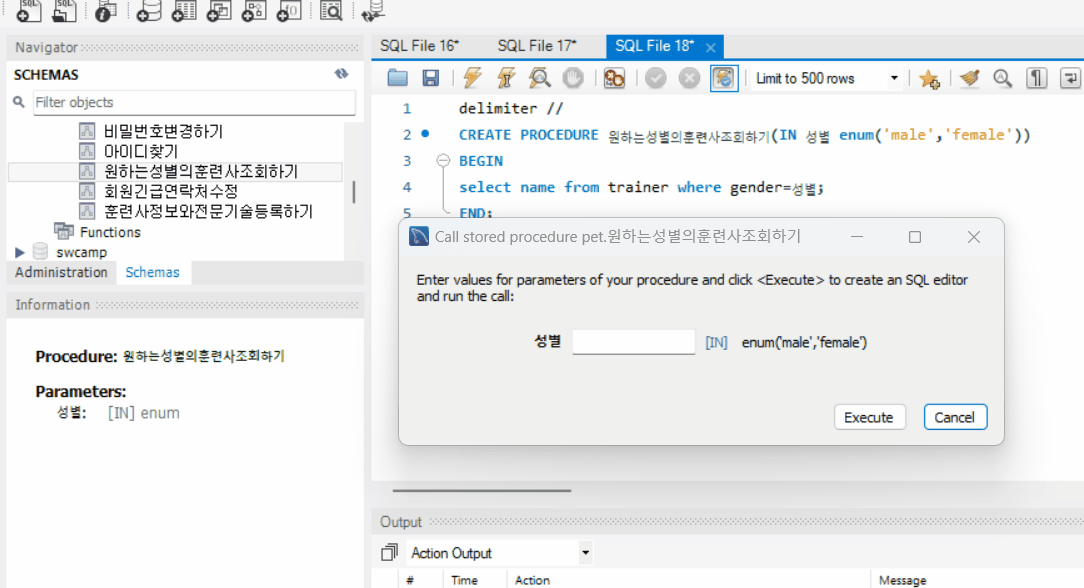 SQL
SQL
Navigator
SCHEMAS
Filter objects
비밀번호변경하기
아이디찾기
원하는성별의훈련사조회하기
회원긴급연락처수정
훈련사정보와전문기술등록하기
Functions
swcamp
Administration Schemas
Information
Procedure: 원하는성별의훈련사조회하기
Parameters:
성별: [IN] enum
SQL File 16* SQL File 17* SQL File 18*
Limit to 500 rows
1 delimiter //
2 CREATE PROCEDURE 원하는성별의훈련사조회하기(IN 성별 enum('male','female'))
3 BEGIN
4 select name from trainer where gender=성별;
5 END;
Call stored procedure pet.원하는성별의훈련사조회하기
Enter values for parameters of your procedure and click <Execute> to create an SQL editor
and run the call:
성별 [IN] enum('male','female')
Execute Cancel
Output
Action Output
# Time Action Message